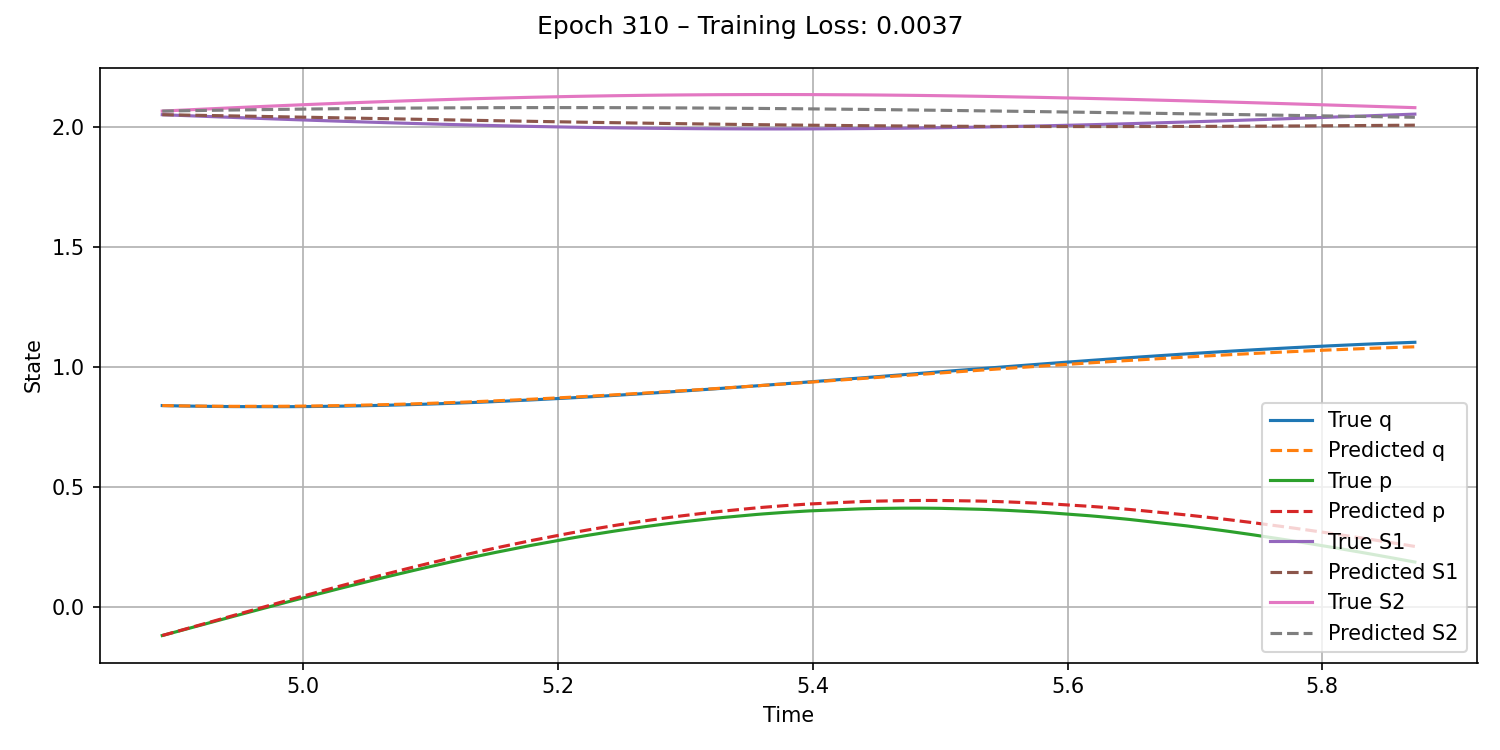 Epoch 310 – Training Loss: 0.0037
State
2.0
1.5
1.0
0.5
0.0
True q
Predicted q
True p
Predicted p
True S1
Predicted S1
True S2
Predicted S2
5.0 5.2 5.4 5.6 5.8
Time